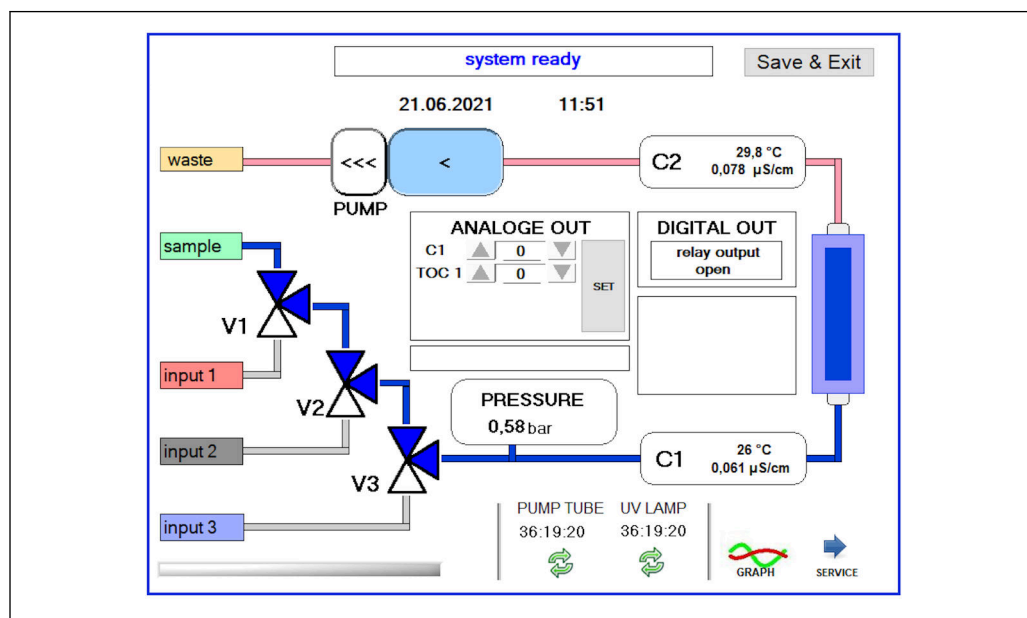 system ready
Save & Exit
21.06.2021 11:51
waste
<<<
<
C2
29,8 °C
0,078 µS/cm
PUMP
sample
ANALOGE OUT
C1 0
TOC 1 0
SET
DIGITAL OUT
relay output
open
V1
input 1
V2
PRESSURE
0,58 bar
input 2
V3
C1
26 °C
0,061 µS/cm
input 3
PUMP TUBE UV LAMP
36:19:20 36:19:20
GRAPH
SERVICE